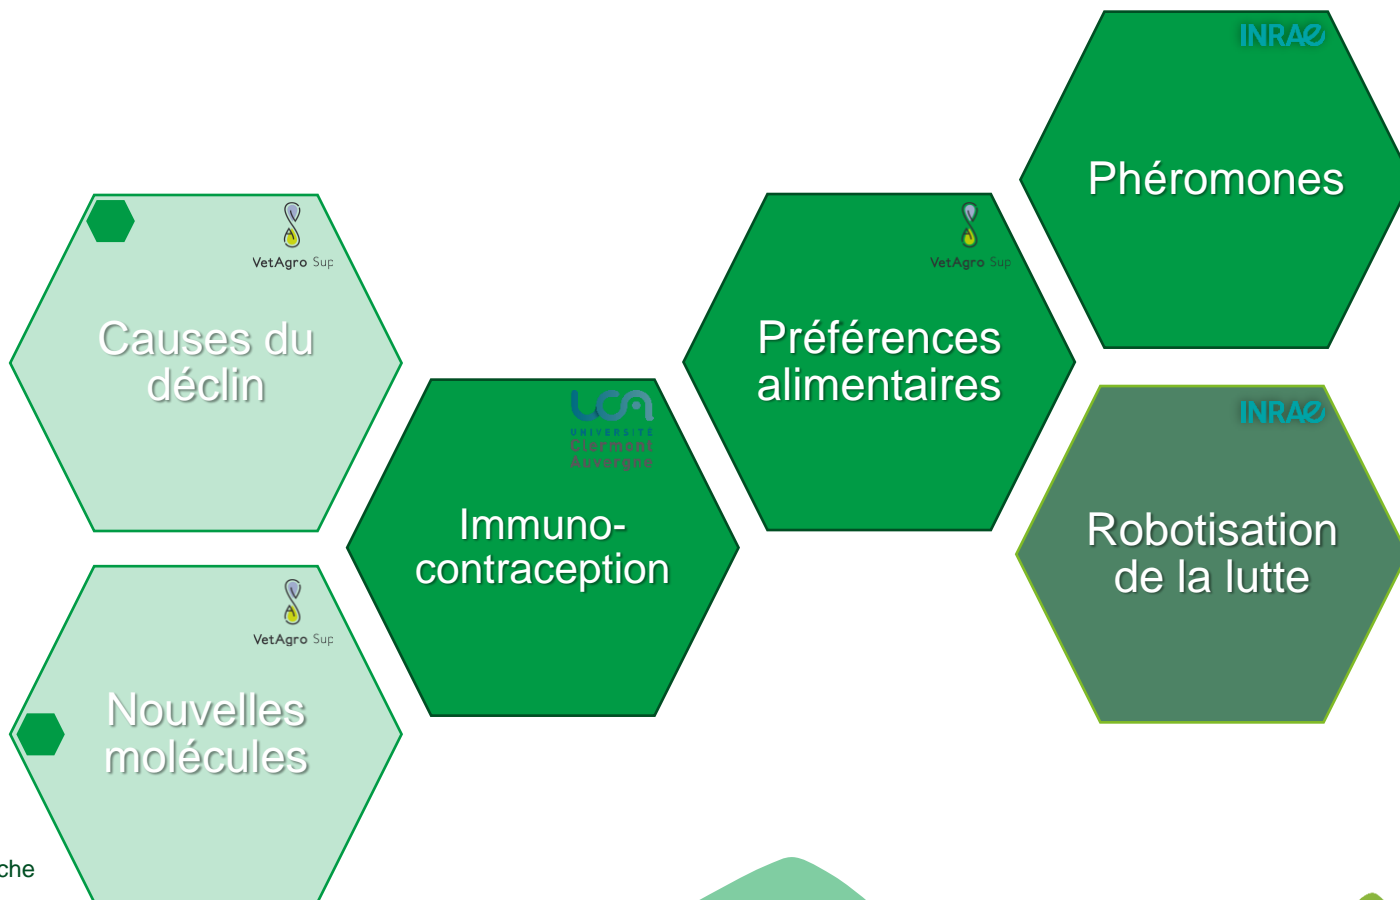 INRAE
Phéromones
VetAgro Sup
Causes du
déclin
VetAgro Sup
Préférences
alimentaires
uca
UNIVERSITÉ
Clermont
Auvergne
Immuno-
contraception
INRAE
Robotisation
de la lutte
VetAgro Sup
Nouvelles
molécules
che